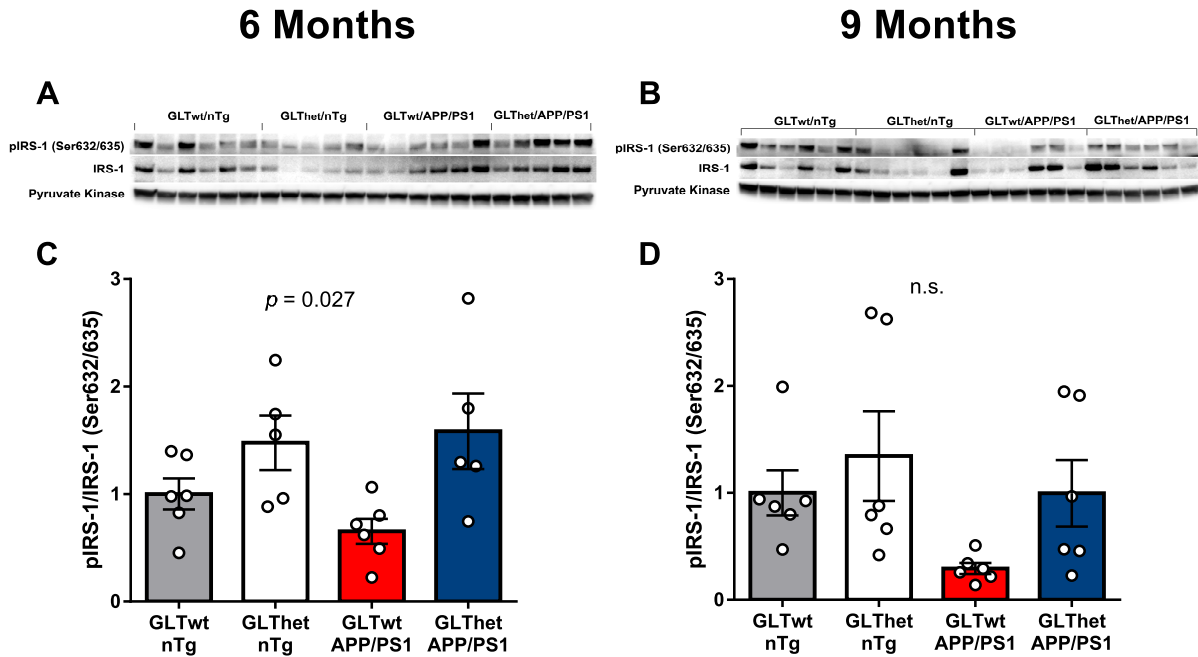 6 Months
9 Months
A
B
GLTwt/nTg GLThet/nTg GLTwt/APP/PS1 GLThet/APP/PS1
GLTwt/nTg GLThet/nTg GLTwt/APP/PS1 GLThet/APP/PS1
pIRS-1 (Ser632/635)
IRS-1
Pyruvate Kinase
pIRS-1 (Ser632/635)
IRS-1
Pyruvate Kinase
C
pIRS-1/IRS-1 (Ser632/635)
3
2
1
0
p = 0.027
GLTwt
nTg
GLThet
nTg
GLTwt
APP/PS1
GLThet
APP/PS1
D
pIRS-1/IRS-1 (Ser632/635)
3
2
1
0
n.s.
GLTwt
nTg
GLThet
nTg
GLTwt
APP/PS1
GLThet
APP/PS1